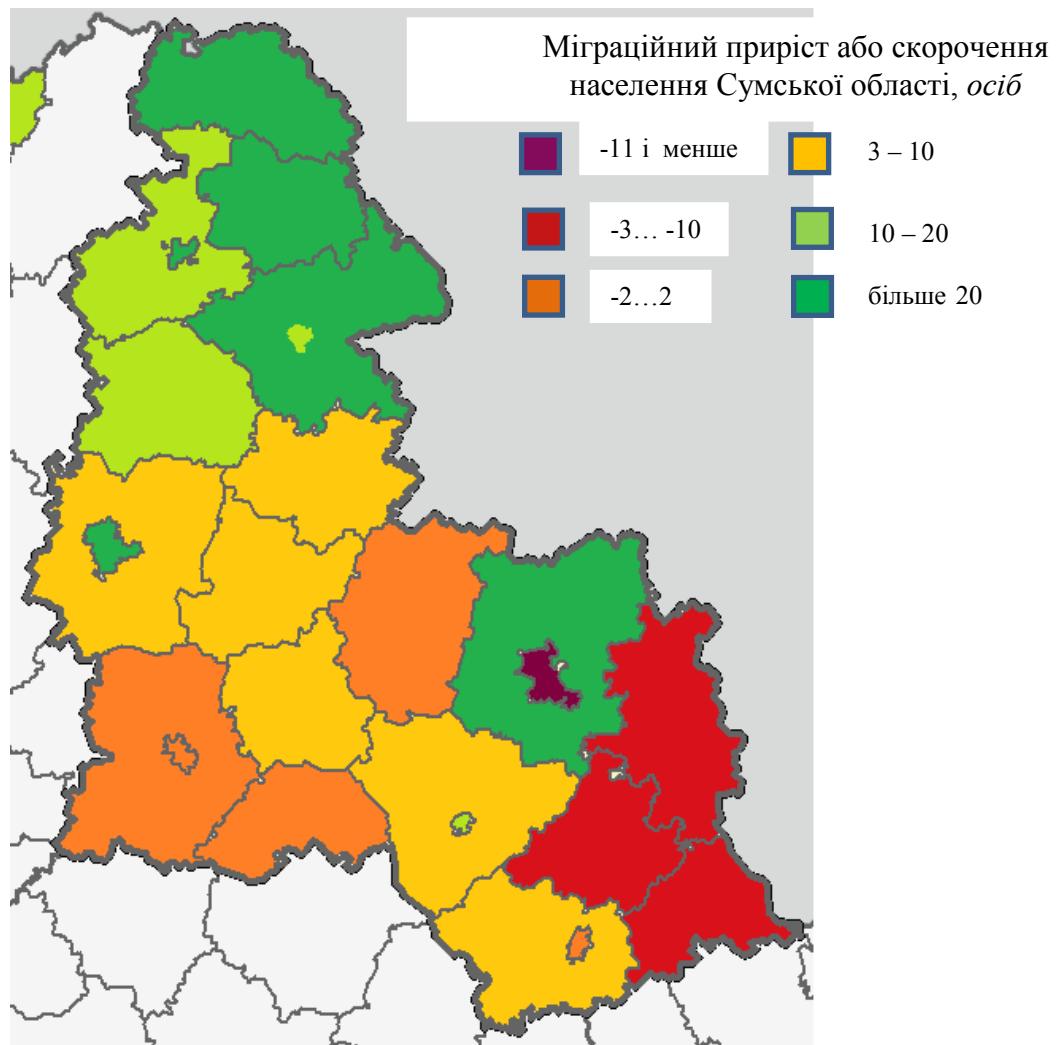 Міграційний приріст або скорочення
населення Сумської області, осіб
-11 і менше
3 – 10
-3… -10
10 – 20
-2…2
більше 20